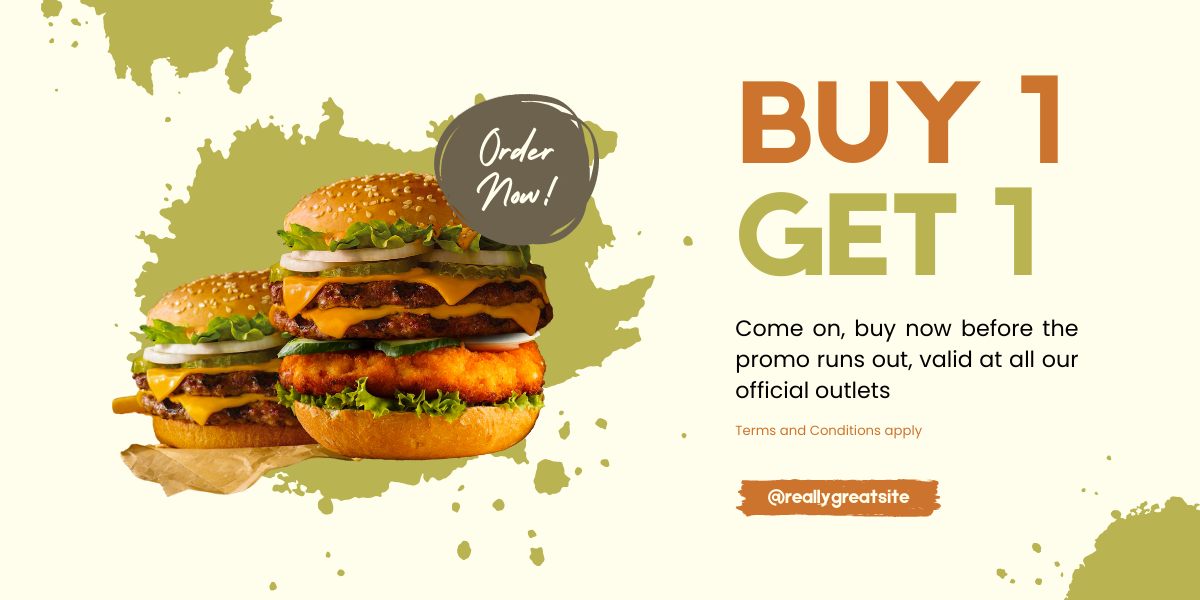 Order
Now!
BUY 1
GET 1
Come on, buy now before the
promo runs out, valid at all our
official outlets
Terms and Conditions apply
@reallygreatsite